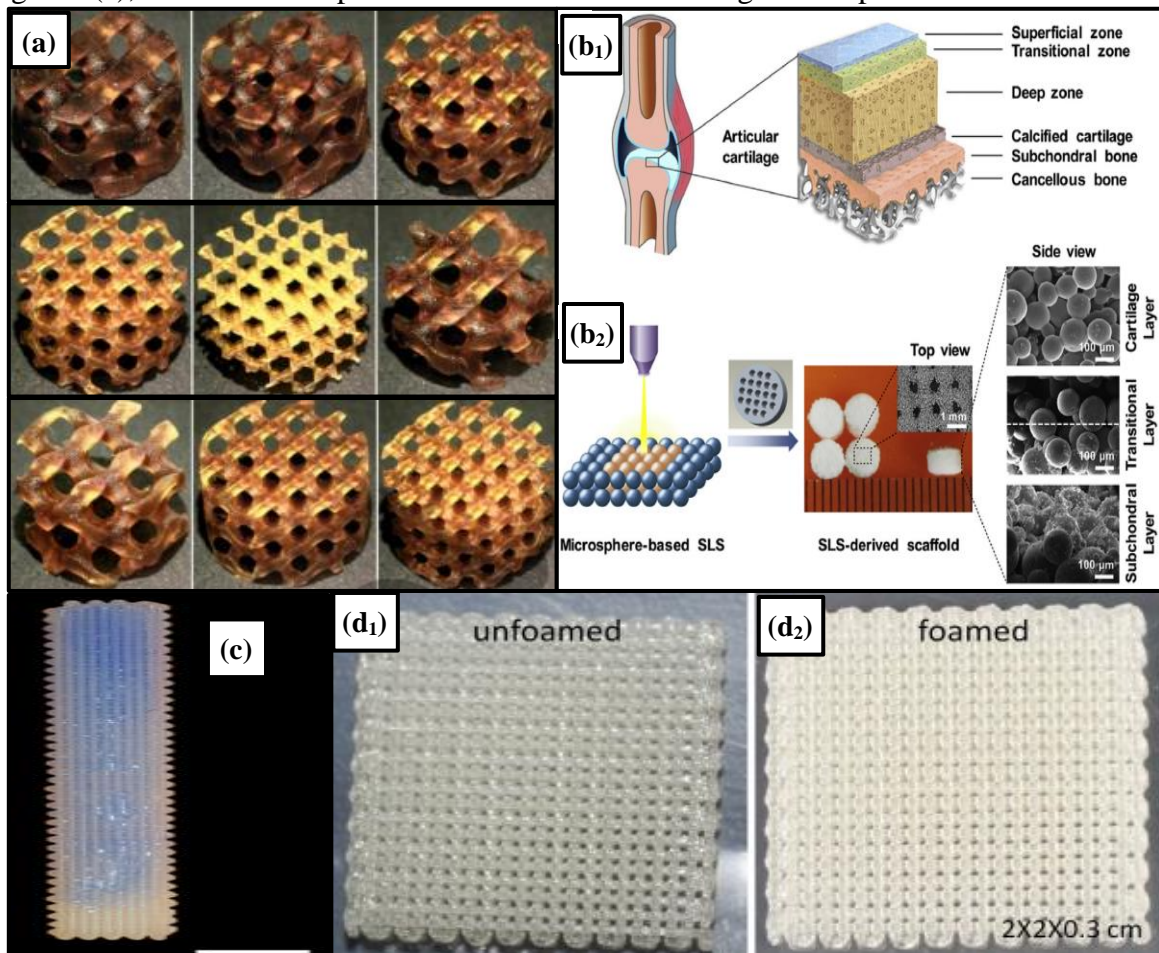 (a)
(b1)
Superficial zone
Transitional zone
Deep zone
Articular
cartilage
Calcified cartilage
Subchondral bone
Cancellous bone
(b2)
Side view
Top view
1 mm
100 µm
Cartilage
Layer
100 µm
Transitional
Layer
100 µm
Subchondral
Layer
Microsphere-based SLS
SLS-derived scaffold
(c)
(d1)
unfoamed
(d2)
foamed
2X2X0.3 cm